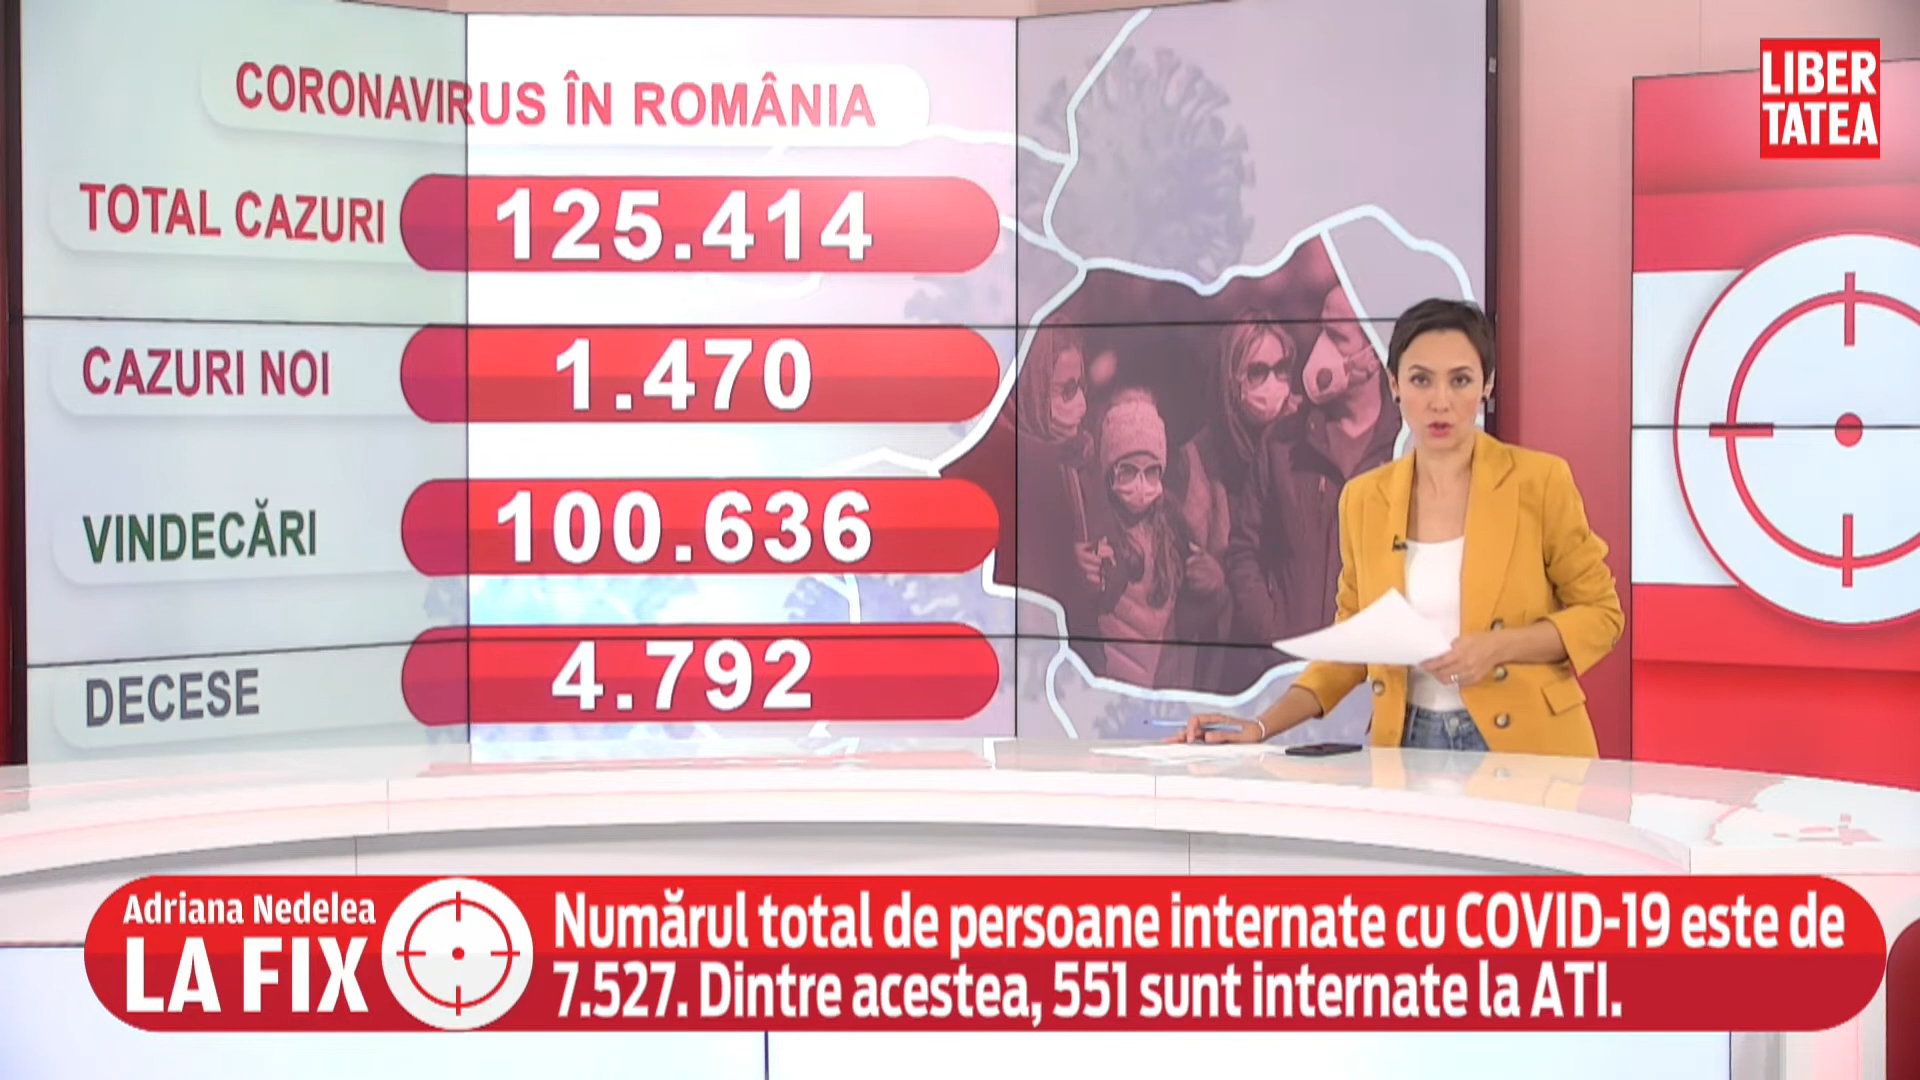 CORONAVIRUS ÎN ROMÂNIA
TOTAL CAZURI 125.414
CAZURI NOI 1.470
VINDECĂRI 100.636
DECESE 4.792
LIBER
TATEA
Adriana Nedelea
LA FIX
Numărul total de persoane internate cu COVID-19 este de
7.527. Dintre acestea, 551 sunt internate la ATI.